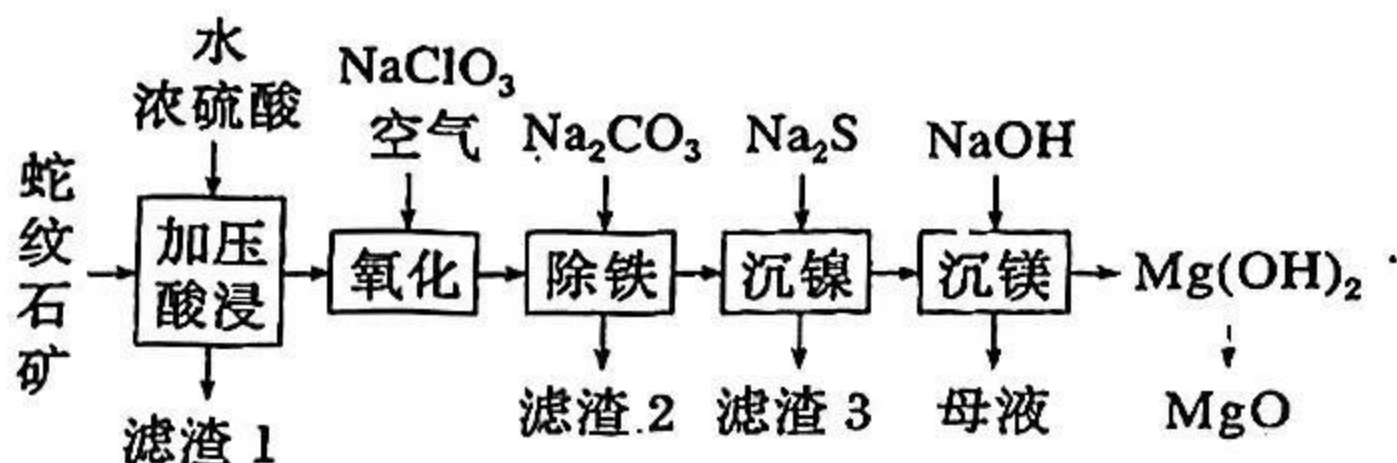 水
浓硫酸
NaClO₃
空气
Na₂CO₃
Na₂S
NaOH
蛇纹石矿
加压
酸浸
氧化
除铁
沉镍
沉镁
Mg(OH)₂
滤渣 1
滤渣 2
滤渣 3
母液
MgO